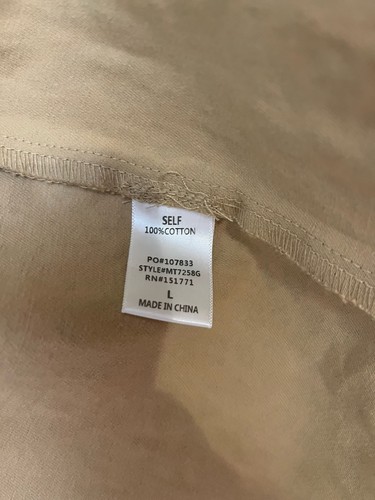 SELF
100%COTTON
PO#107833
STYLE#MT7258G
RN#151771
L
MADE IN CHINA